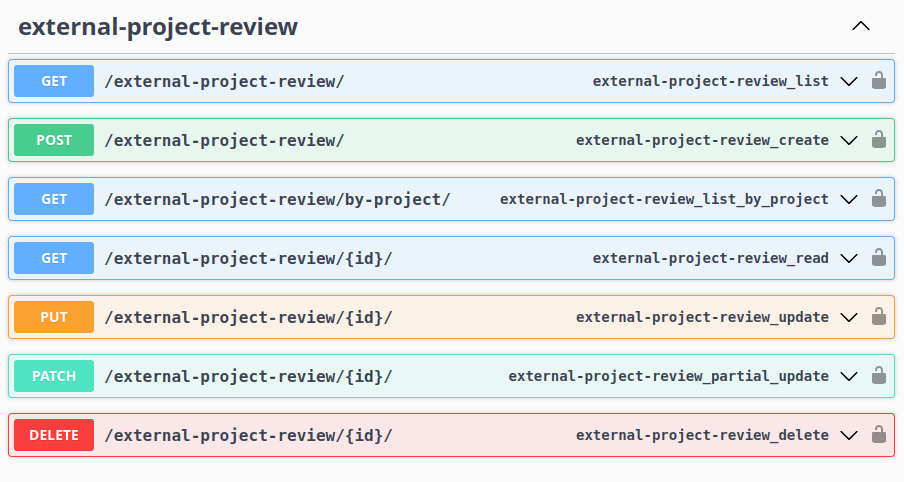 external-project-review
GET /external-project-review/ external-project-review_list
POST /external-project-review/ external-project-review_create
GET /external-project-review/by-project/ external-project-review_list_by_project
GET /external-project-review/{id}/ external-project-review_read
PUT /external-project-review/{id}/ external-project-review_update
PATCH /external-project-review/{id}/ external-project-review_partial_update
DELETE /external-project-review/{id}/ external-project-review_delete